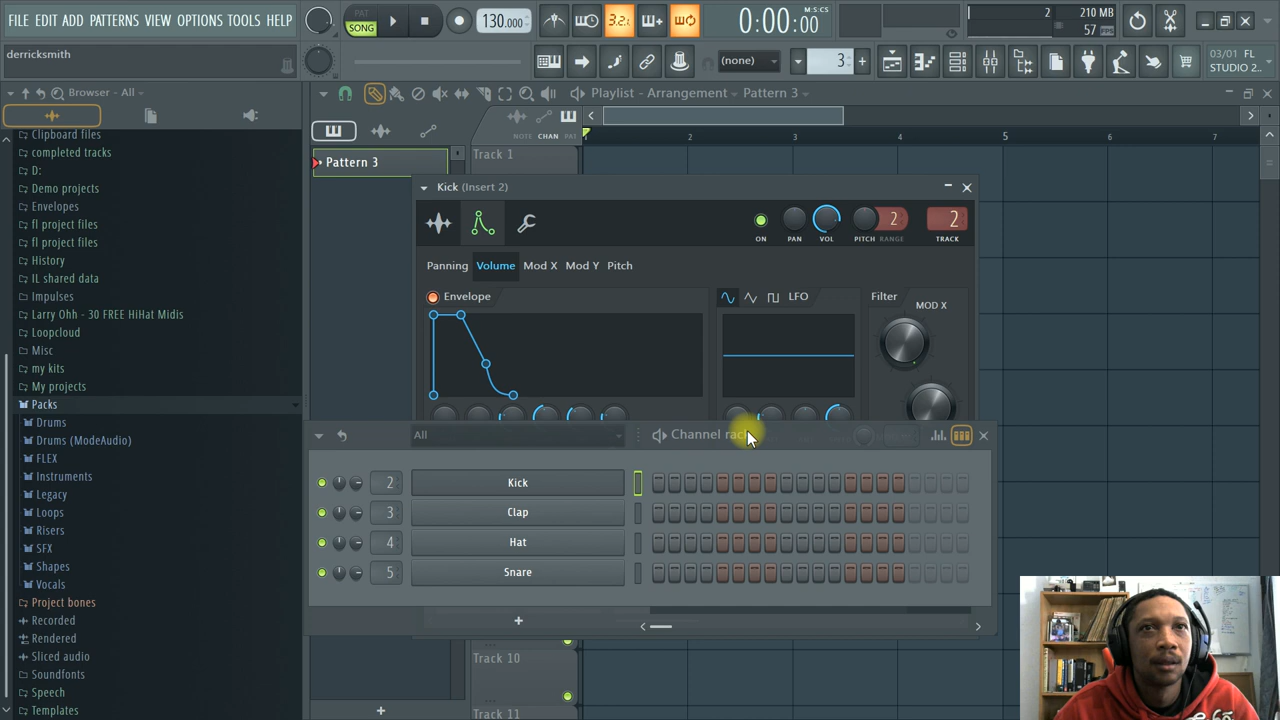 FILE EDIT ADD PATTERNS VIEW OPTIONS TOOLS HELP
PAT
SONG
130.000
3.2.
0:00:00
M:S:CS
2
210 MB
57
derricksmith
(none)
3
03/01 FL
STUDIO 2...
Browser - All
Playlist - Arrangement
Pattern 3
NOTE CHAN PAT
2
3
4
5
6
7
Clipboard files
completed tracks
D:
Demo projects
Envelopes
fl project files
fl project files
History
IL shared data
Impulses
Larry Ohh - 30 FREE HiHat Midis
Loopcloud
Misc
my kits
My projects
Packs
Drums
Drums (ModeAudio)
FLEX
Instruments
Legacy
Loops
Risers
SFX
Shapes
Vocals
Project bones
Recorded
Rendered
Sliced audio
Soundfonts
Speech
Templates
Pattern 3
Track 1
Kick (Insert 2)
2
2
ON
PAN
VOL
PITCH
RANGE
TRACK
Panning
Volume
Mod X
Mod Y
Pitch
Envelope
LFO
Filter
MOD X
All
Channel rack
2
Kick
3
Clap
4
Hat
5
Snare
Track 10
Track 11